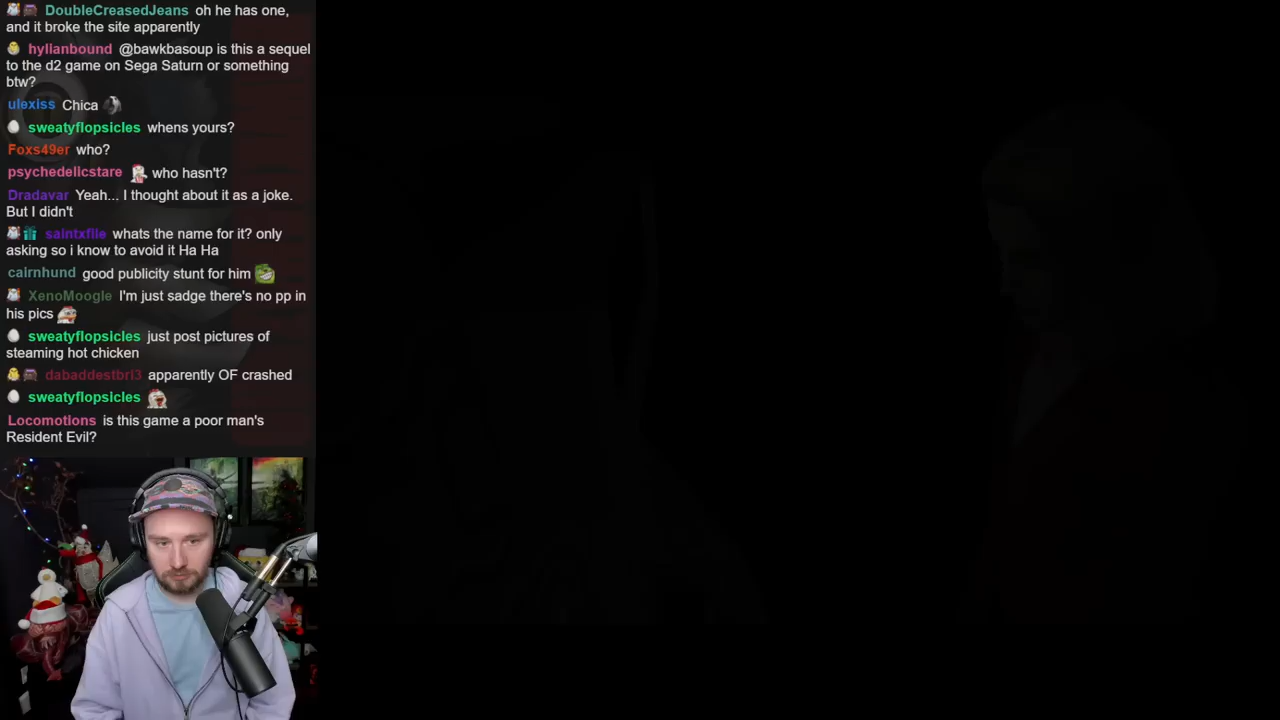 DoubleCreasedJeans oh he has one,
and it broke the site apparently
hylianbound @bawkbasoup is this a sequel
to the d2 game on Sega Saturn or something
btw?
ulexiss Chica
sweatyflopsicles whens yours?
Foxs49er who?
psychedelicstare who hasn't?
Dradavar Yeah... I thought about it as a joke.
But I didn't
saintxfile whats the name for it? only
asking so i know to avoid it Ha Ha
cairnhund good publicity stunt for him
XenoMoogle I'm just sadge there's no pp in
his pics
sweatyflopsicles just post pictures of
steaming hot chicken
dabaddestbri3 apparently OF crashed
sweatyflopsicles
Locomotions is this game a poor man's
Resident Evil?